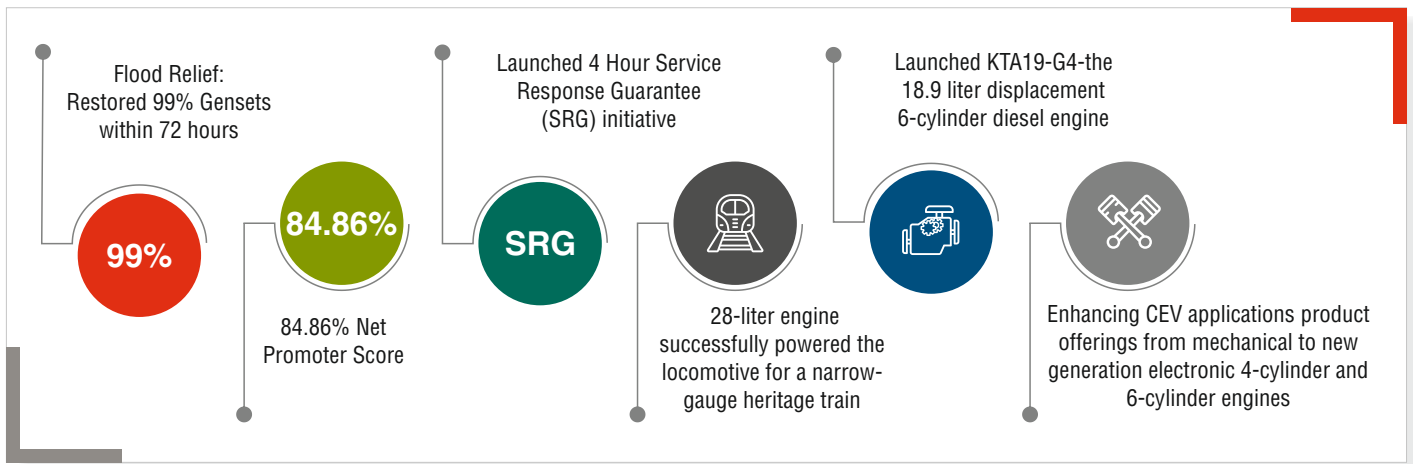 Flood Relief:
Restored 99% Gensets
within 72 hours
99%
84.86%
84.86% Net
Promoter Score
Launched 4 Hour Service
Response Guarantee
(SRG) initiative
SRG
28-liter engine
successfully powered the
locomotive for a narrow-
gauge heritage train
Launched KTA19-G4-the
18.9 liter displacement
6-cylinder diesel engine
Enhancing CEV applications product
offerings from mechanical to new
generation electronic 4-cylinder and
6-cylinder engines